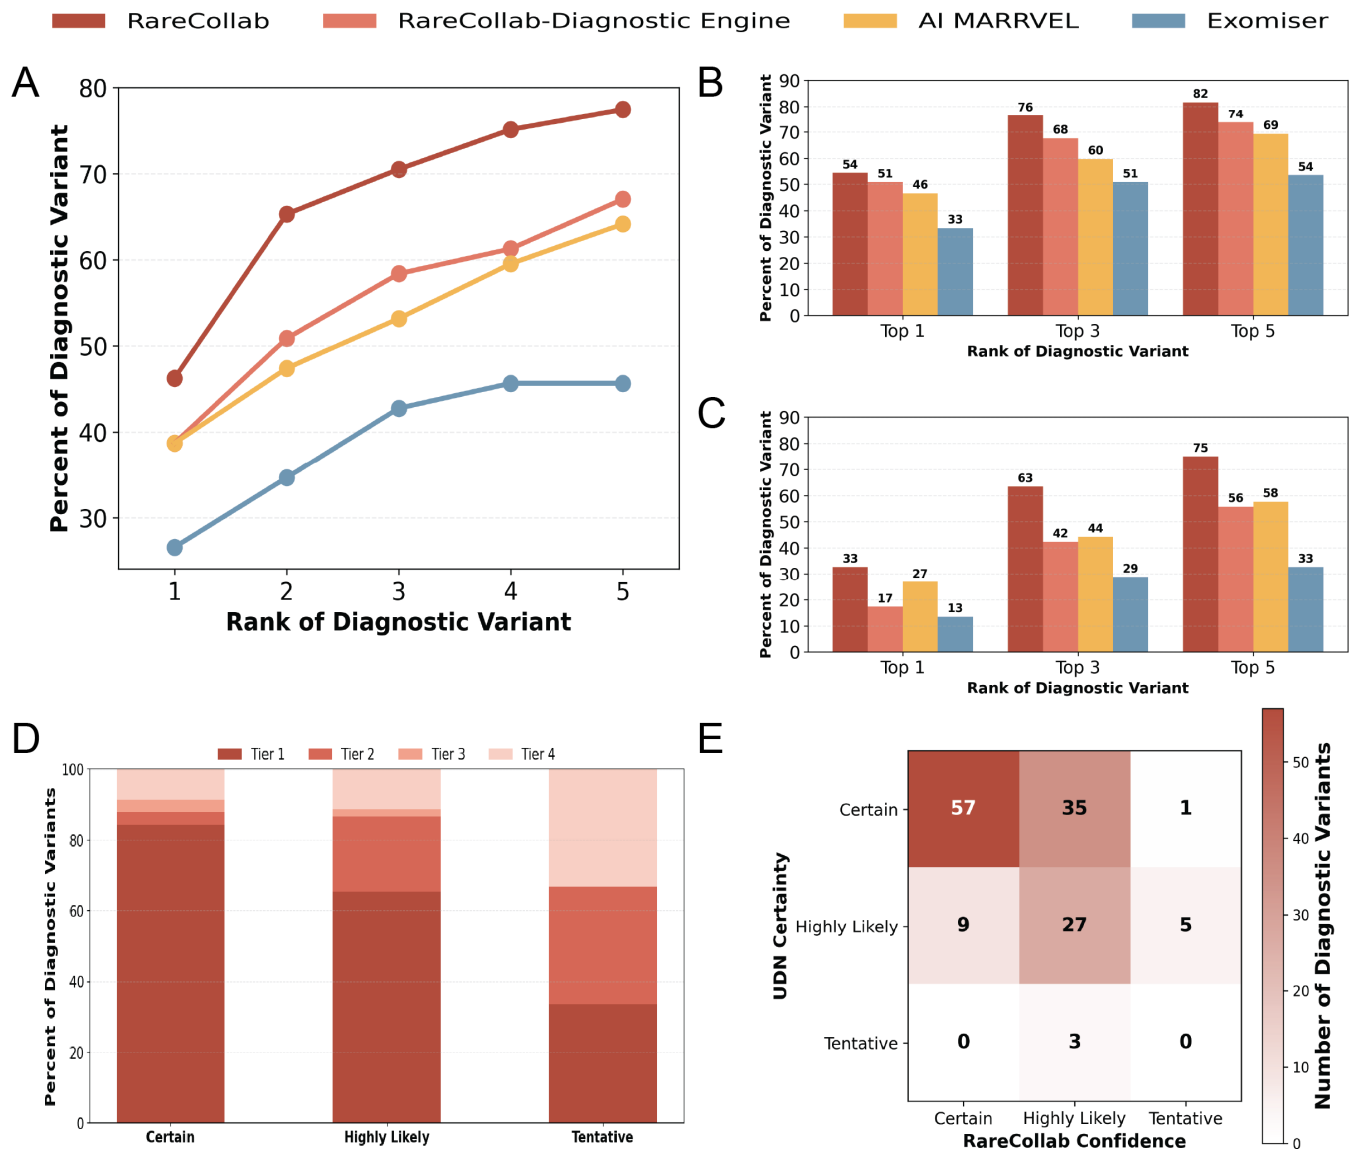 RareCollab RareCollab-Diagnostic Engine AI MARRVEL Exomiser
A
80
70
60
50
40
30
Percent of Diagnostic Variant
1 2 3 4 5
Rank of Diagnostic Variant
B
90
80
70
60
50
40
30
20
10
0
Percent of Diagnostic Variant
54 51 46 33
76 68 60 51
82 74 69 54
Top 1 Top 3 Top 5
Rank of Diagnostic Variant
C
90
80
70
60
50
40
30
20
10
0
Percent of Diagnostic Variant
33 17 27 13
63 42 44 29
75 56 58 33
Top 1 Top 3 Top 5
Rank of Diagnostic Variant
D
Tier 1 Tier 2 Tier 3 Tier 4
100
80
60
40
20
0
Percent of Diagnostic Variants
Certain Highly Likely Tentative
E
UDN Certainty
Certain 57 35 1
Highly Likely 9 27 5
Tentative 0 3 0
Certain Highly Likely Tentative
RareCollab Confidence
50
40
30
20
10
0
Number of Diagnostic Variants